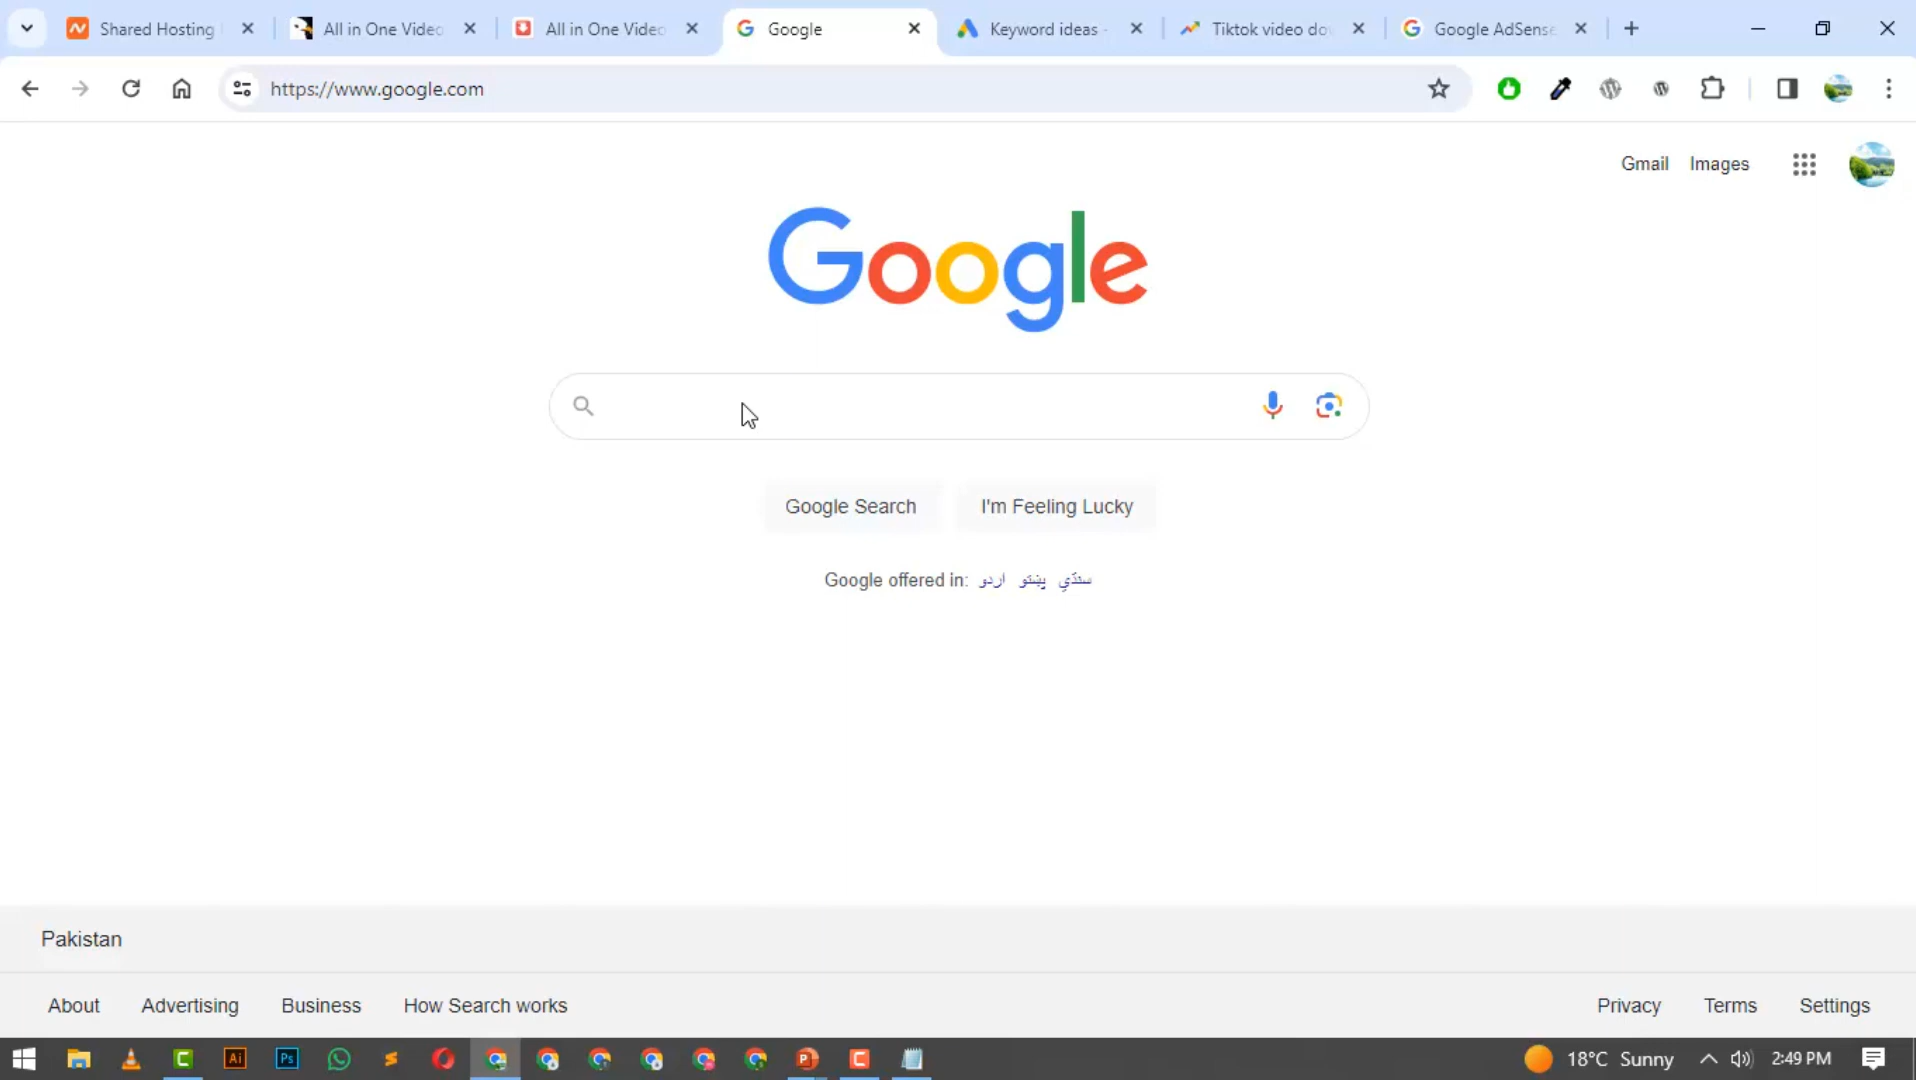 Shared Hosting
All in One Video
All in One Video
Google
Keyword ideas -
Tiktok video do
Google AdSense
https://www.google.com
Gmail
Images
Google
Google Search
I'm Feeling Lucky
Google offered in: اردو پښتو سنڌي
Pakistan
About
Advertising
Business
How Search works
Privacy
Terms
Settings
Ai
Ps
18°C Sunny
2:49 PM